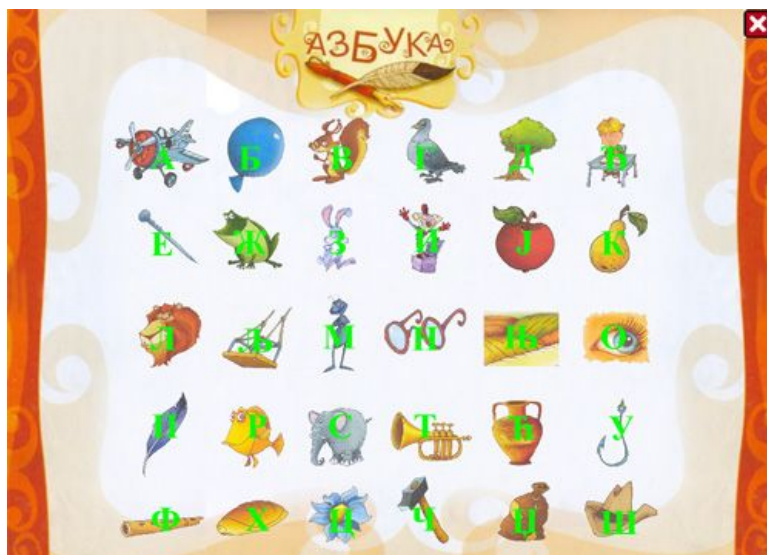 АЗБУКА
А Б В Г Д Ђ
Е Ж З И Ј К
Л Љ М Н Њ О
П Р С Т Ћ У
Ф Х Ц Ч Џ Ш